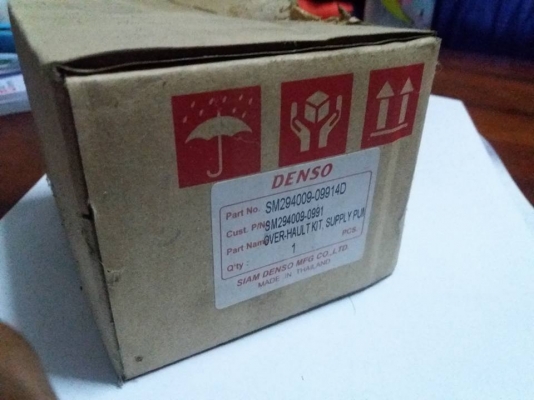 DENSO
Part No. SM294009-09914D
Cust. P/N SM294009-0991
Part Name OVER-HAULT KIT, SUPPLY PU
Q'ty : 1 PCS.
SIAM DENSO MFG CO.,LTD.
MADE IN THAILAND